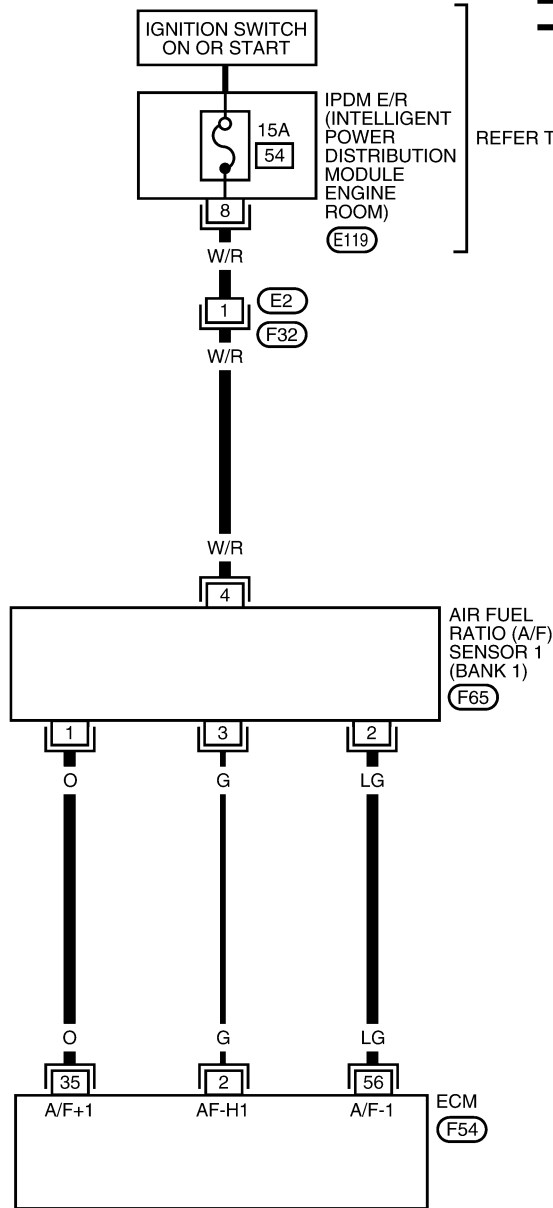 IGNITION SWITCH
ON OR START
IPDM E/R
(INTELLIGENT
POWER
DISTRIBUTION
MODULE
ENGINE
ROOM)
15A
54
REFER T
8
E119
W/R
1
E2
F32
W/R
W/R
4
AIR FUEL
RATIO (A/F)
SENSOR 1
(BANK 1)
F65
1 3 2
O G LG
O G LG
35 2 56
A/F+1 AF-H1 A/F-1
ECM
F54